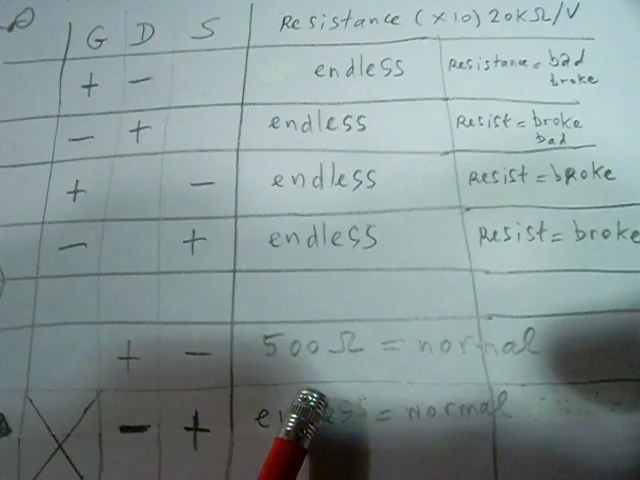 G D S Resistance (×10) 20KΩ/V
+ − endless Resistance = bad
broke
− + endless Resist = broke
bad
+ − endless Resist = broke
− + endless Resist = broke
+ − 500Ω = normal
− + = normal